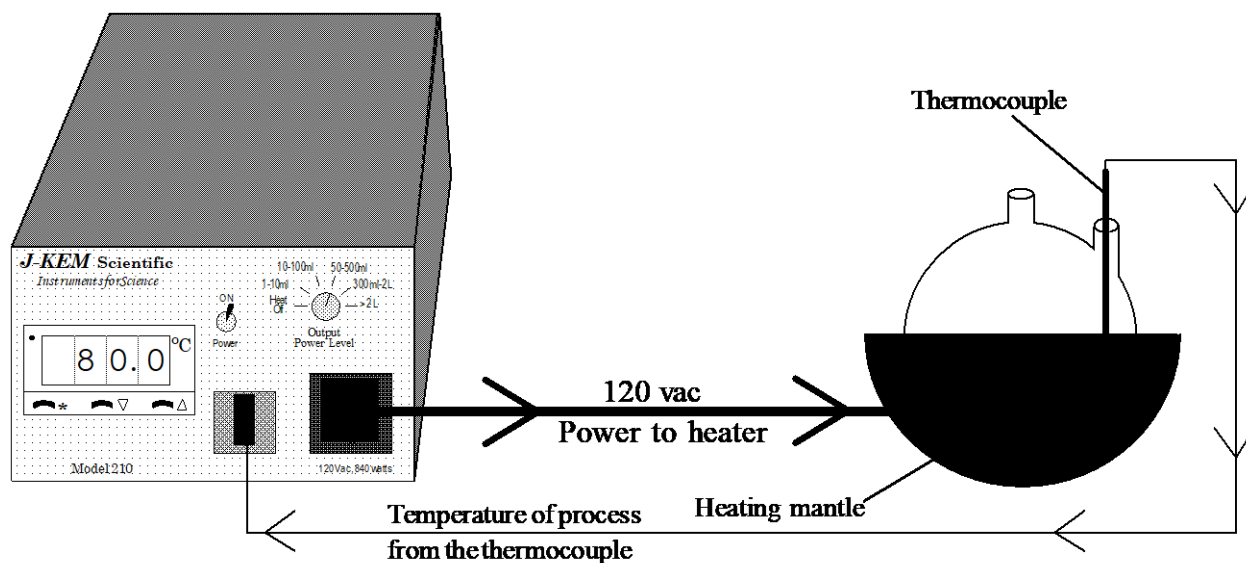 Thermocouple
J-KEM Scientific
Instruments for Science
ON
Power
10-100ml
50-500ml
1-10ml
300ml-2L
Heat
Off
>2L
Output
Power Level
80.0
°C
* ▽ △
Model 210
120Vac, 840 watts
120 vac
Power to heater
Heating mantle
Temperature of process
from the thermocouple